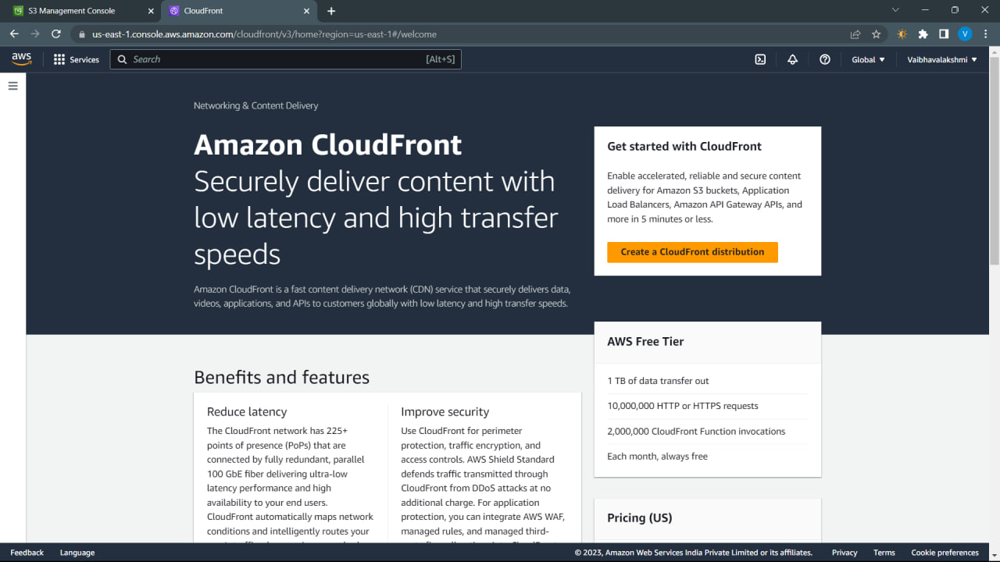 S3 Management Console
CloudFront
us-east-1.console.aws.amazon.com/cloudfront/v3/home?region=us-east-1#/welcome
V
aws
Services
Search
[Alt+S]
Global
Vaibhavalakshmi
Networking & Content Delivery
Amazon CloudFront
Securely deliver content with
low latency and high transfer
speeds
Amazon CloudFront is a fast content delivery network (CDN) service that securely delivers data,
videos, applications, and APIs to customers globally with low latency and high transfer speeds.
Get started with CloudFront
Enable accelerated, reliable and secure content
delivery for Amazon S3 buckets, Application
Load Balancers, Amazon API Gateway APIs, and
more in 5 minutes or less.
Create a CloudFront distribution
AWS Free Tier
1 TB of data transfer out
10,000,000 HTTP or HTTPS requests
2,000,000 CloudFront Function invocations
Each month, always free
Pricing (US)
Benefits and features
Reduce latency
The CloudFront network has 225+
points of presence (PoPs) that are
connected by fully redundant, parallel
100 GbE fiber delivering ultra-low
latency performance and high
availability to your end users.
CloudFront automatically maps network
conditions and intelligently routes your
Improve security
Use CloudFront for perimeter
protection, traffic encryption, and
access controls. AWS Shield Standard
defends traffic transmitted through
CloudFront from DDoS attacks at no
additional charge. For application
protection, you can integrate AWS WAF,
managed rules, and managed third-
Feedback
Language
© 2023, Amazon Web Services India Private Limited or its affiliates.
Privacy
Terms
Cookie preferences